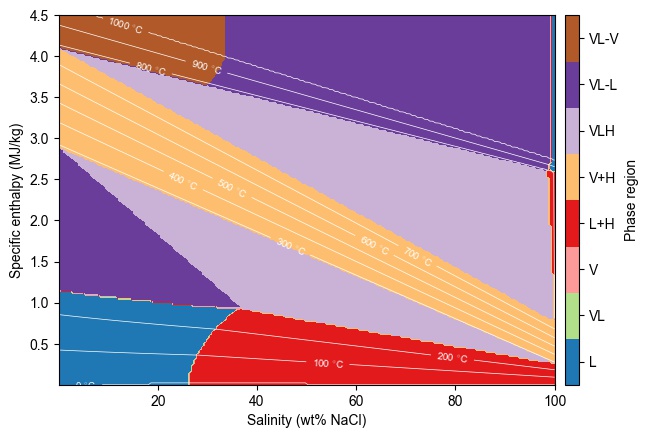 4.5
4.0
3.5
3.0
2.5
2.0
1.5
1.0
0.5
Specific enthalpy (MJ/kg)
1000 °C
900 °C
800 °C
400 °C
500 °C
600 °C
700 °C
300 °C
200 °C
100 °C
0 °C
20
40
60
80
100
Salinity (wt% NaCl)
VL-V
VL-L
VLH
V+H
L+H
V
VL
L
Phase region